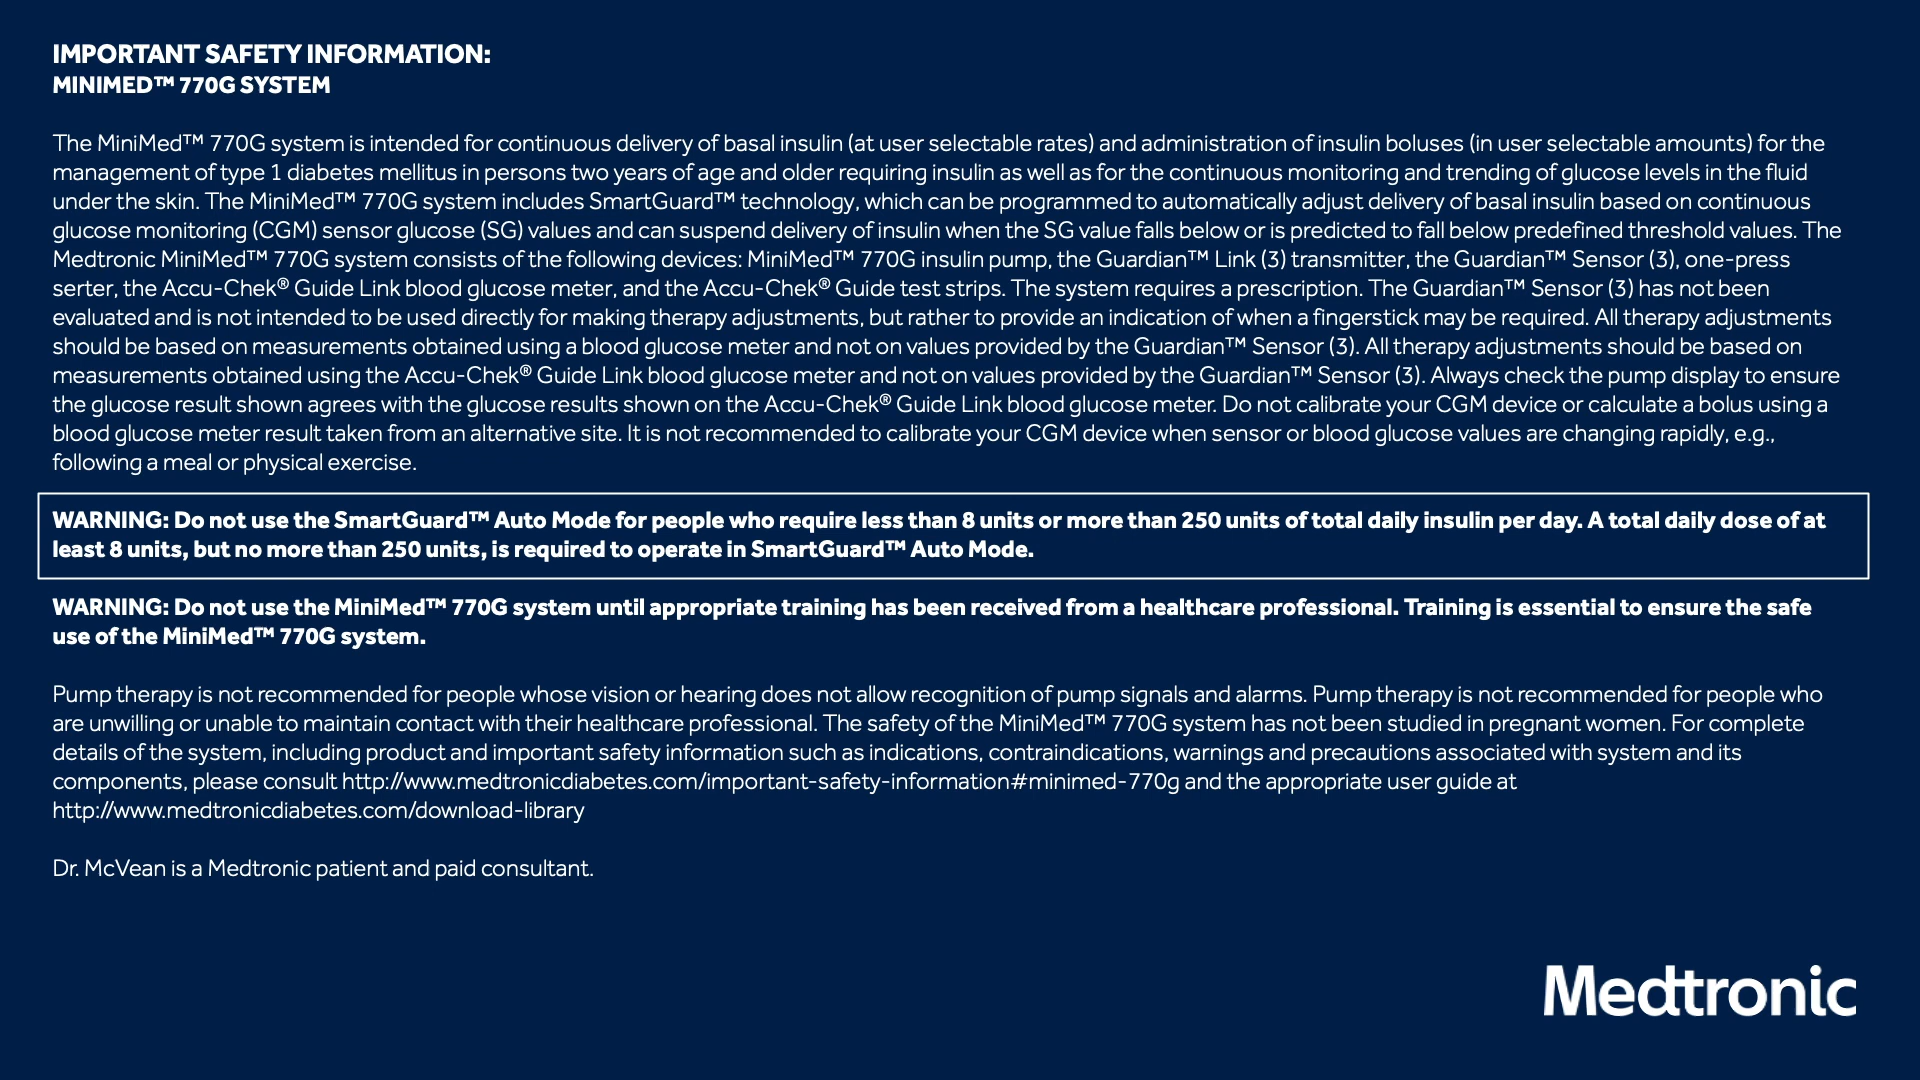 IMPORTANT SAFETY INFORMATION:
MINIMED™ 770G SYSTEM
The MiniMed™ 770G system is intended for continuous delivery of basal insulin (at user selectable rates) and administration of insulin boluses (in user selectable amounts) for the
management of type 1 diabetes mellitus in persons two years of age and older requiring insulin as well as for the continuous monitoring and trending of glucose levels in the fluid
under the skin. The MiniMed™ 770G system includes SmartGuard™ technology, which can be programmed to automatically adjust delivery of basal insulin based on continuous
glucose monitoring (CGM) sensor glucose (SG) values and can suspend delivery of insulin when the SG value falls below or is predicted to fall below predefined threshold values. The
Medtronic MiniMed™ 770G system consists of the following devices: MiniMed™ 770G insulin pump, the Guardian™ Link (3) transmitter, the Guardian™ Sensor (3), one-press
serter, the Accu-Chek® Guide Link blood glucose meter, and the Accu-Chek® Guide test strips. The system requires a prescription. The Guardian™ Sensor (3) has not been
evaluated and is not intended to be used directly for making therapy adjustments, but rather to provide an indication of when a fingerstick may be required. All therapy adjustments
should be based on measurements obtained using a blood glucose meter and not on values provided by the Guardian™ Sensor (3). All therapy adjustments should be based on
measurements obtained using the Accu-Chek® Guide Link blood glucose meter and not on values provided by the Guardian™ Sensor (3). Always check the pump display to ensure
the glucose result shown agrees with the glucose results shown on the Accu-Chek® Guide Link blood glucose meter. Do not calibrate your CGM device or calculate a bolus using a
blood glucose meter result taken from an alternative site. It is not recommended to calibrate your CGM device when sensor or blood glucose values are changing rapidly, e.g.,
following a meal or physical exercise.
WARNING: Do not use the SmartGuard™ Auto Mode for people who require less than 8 units or more than 250 units of total daily insulin per day. A total daily dose of at
least 8 units, but no more than 250 units, is required to operate in SmartGuard™ Auto Mode.
WARNING: Do not use the MiniMed™ 770G system until appropriate training has been received from a healthcare professional. Training is essential to ensure the safe
use of the MiniMed™ 770G system.
Pump therapy is not recommended for people whose vision or hearing does not allow recognition of pump signals and alarms. Pump therapy is not recommended for people who
are unwilling or unable to maintain contact with their healthcare professional. The safety of the MiniMed™ 770G system has not been studied in pregnant women. For complete
details of the system, including product and important safety information such as indications, contraindications, warnings and precautions associated with system and its
components, please consult http://www.medtronicdiabetes.com/important-safety-information#minimed-770g and the appropriate user guide at
http://www.medtronicdiabetes.com/download-library
Dr. McVean is a Medtronic patient and paid consultant.
Medtronic